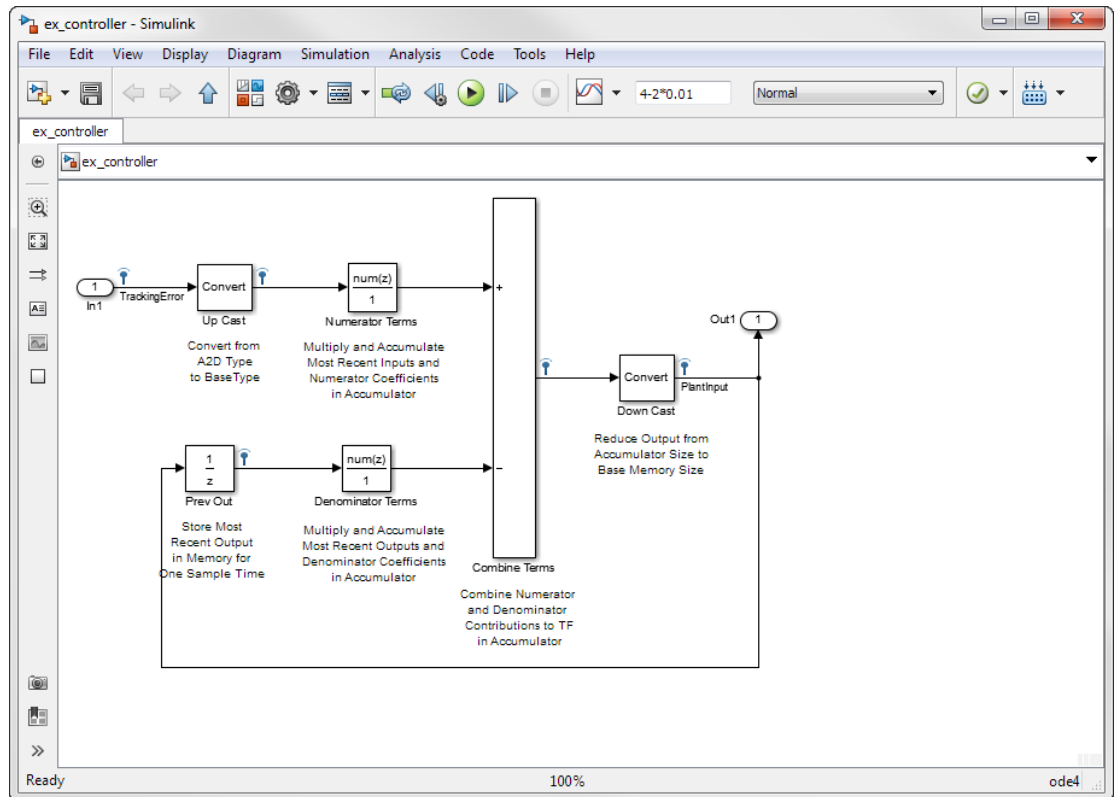 ex_controller - Simulink
File Edit View Display Diagram Simulation Analysis Code Tools Help
4-2*0.01
Normal
ex_controller
ex_controller
1
In1
TrackingError
Convert
Up Cast
Convert from
A2D Type
to BaseType
num(z)
1
Numerator Terms
Multiply and Accumulate
Most Recent Inputs and
Numerator Coefficients
in Accumulator
+
−
Combine Terms
Combine Numerator
and Denominator
Contributions to TF
in Accumulator
Convert
Down Cast
PlantInput
Reduce Output from
Accumulator Size to
Base Memory Size
Out1
1
1
z
Prev Out
Store Most
Recent Output
in Memory for
One Sample Time
num(z)
1
Denominator Terms
Multiply and Accumulate
Most Recent Outputs and
Denominator Coefficients
in Accumulator
Ready
100%
ode4